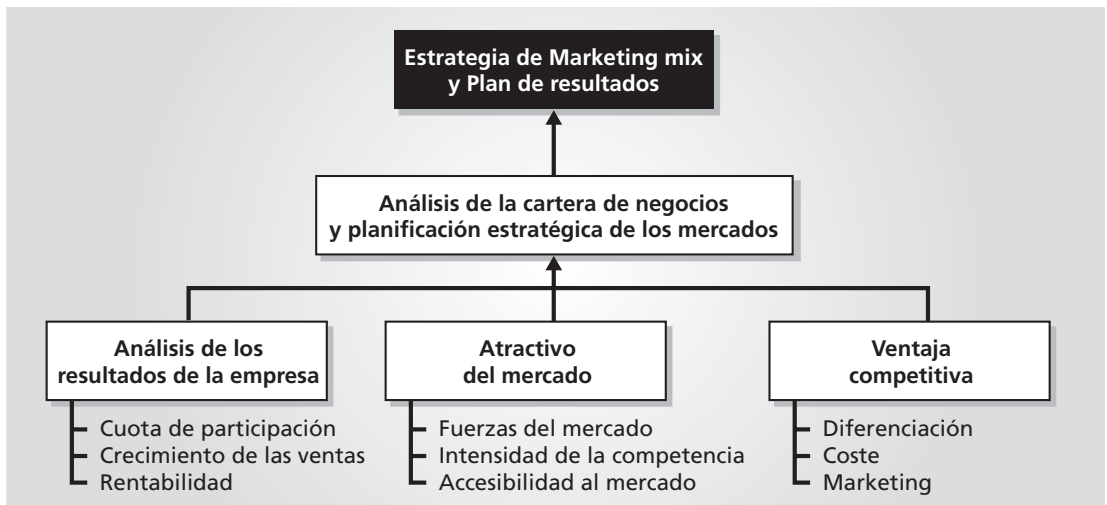 Estrategia de Marketing mix
y Plan de resultados
Análisis de la cartera de negocios
y planificación estratégica de los mercados
Análisis de los
resultados de la empresa
Cuota de participación
Crecimiento de las ventas
Rentabilidad
Atractivo
del mercado
Fuerzas del mercado
Intensidad de la competencia
Accesibilidad al mercado
Ventaja
competitiva
Diferenciación
Coste
Marketing